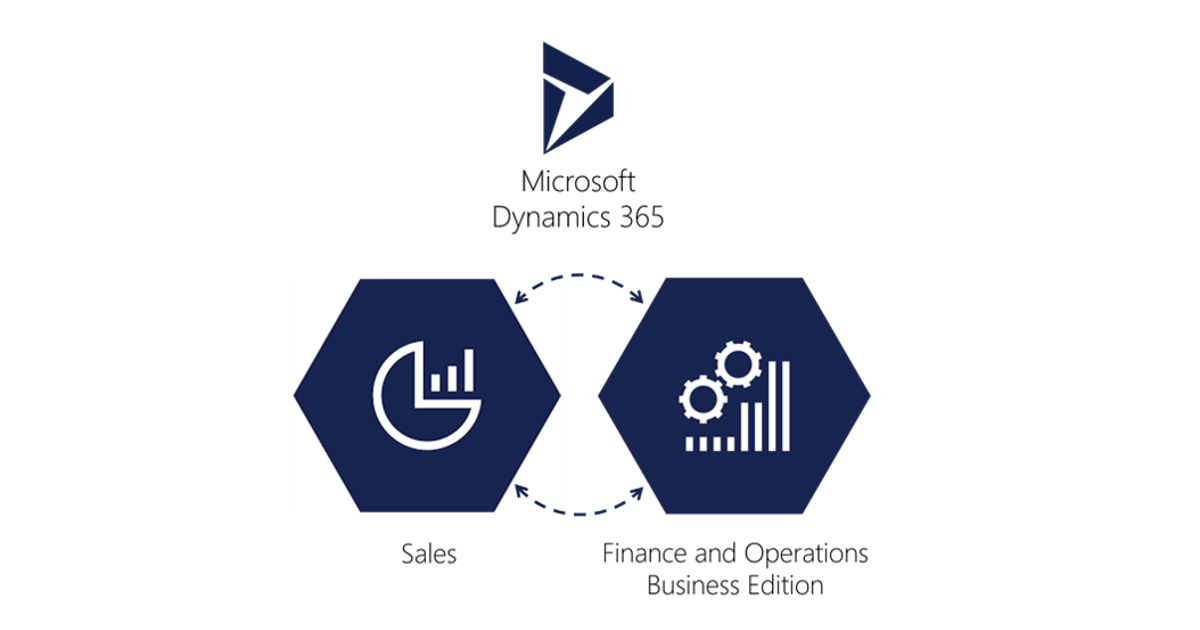 Microsoft
Dynamics 365
Sales
Finance and Operations
Business Edition